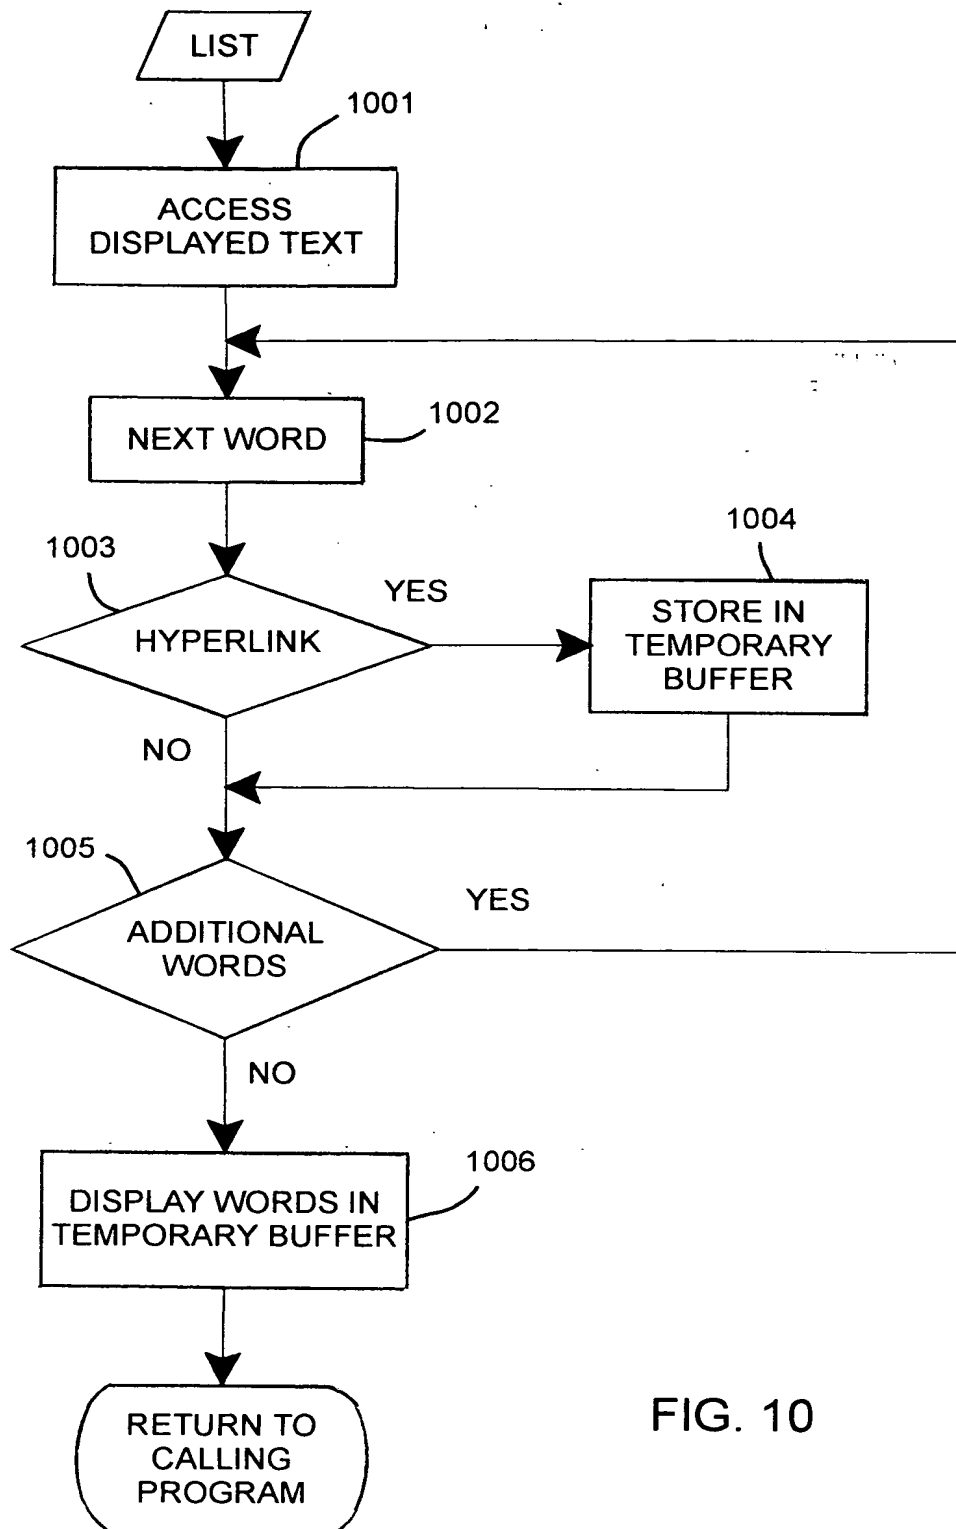 LIST
1001
ACCESS
DISPLAYED TEXT
NEXT WORD
1002
1003
HYPERLINK
YES
1004
STORE IN
TEMPORARY
BUFFER
NO
1005
ADDITIONAL
WORDS
YES
NO
1006
DISPLAY WORDS IN
TEMPORARY BUFFER
RETURN TO
CALLING
PROGRAM
FIG. 10